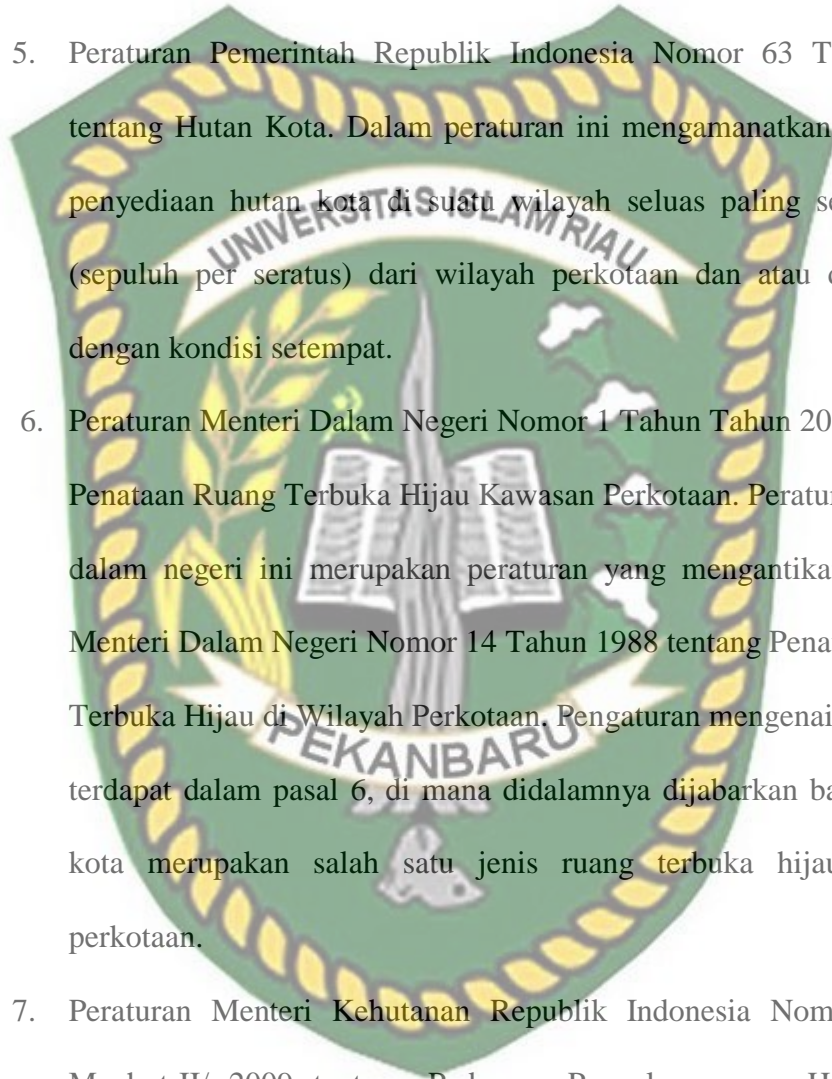 5. Peraturan Pemerintah Republik Indonesia Nomor 63 T
tentang Hutan Kota. Dalam peraturan ini mengamanatkan
penyediaan hutan kota di suatu wilayah seluas paling se
UNIVERSITAS ISLAM RIAU
(sepuluh per seratus) dari wilayah perkotaan dan atau d
dengan kondisi setempat.
6. Peraturan Menteri Dalam Negeri Nomor 1 Tahun Tahun 20
Penataan Ruang Terbuka Hijau Kawasan Perkotaan. Peratur
dalam negeri ini merupakan peraturan yang mengantika
Menteri Dalam Negeri Nomor 14 Tahun 1988 tentang Pena
Terbuka Hijau di Wilayah Perkotaan. Pengaturan mengenai
PEKANBARU
terdapat dalam pasal 6, di mana didalamnya dijabarkan ba
kota merupakan salah satu jenis ruang terbuka hijau
perkotaan.
7. Peraturan Menteri Kehutanan Republik Indonesia Nom